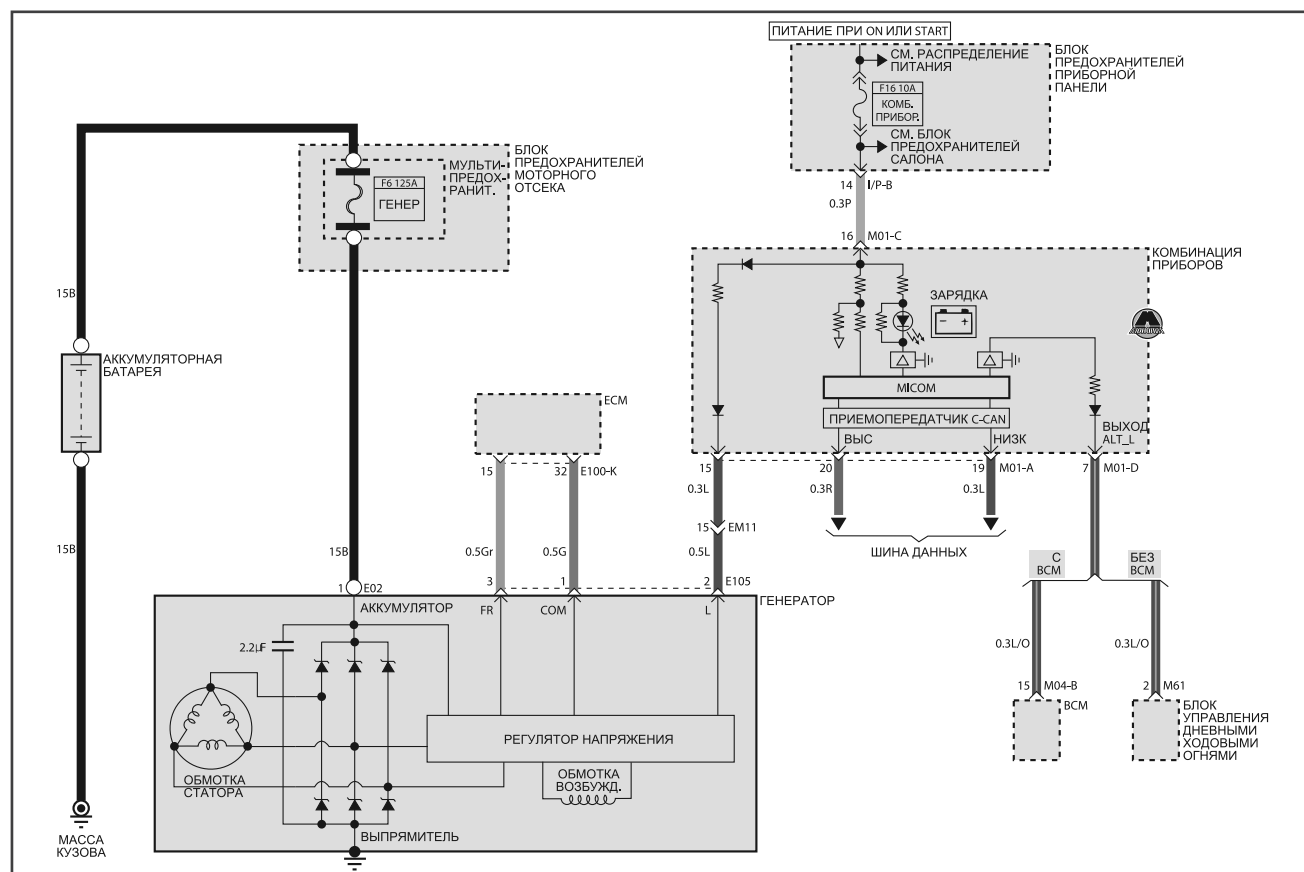 ПИТАНИЕ ПРИ ON ИЛИ START
СМ. РАСПРЕДЕЛЕНИЕ
ПИТАНИЯ
F16 10A
КОМБ.
ПРИБОР.
СМ. БЛОК
ПРЕДОХРАНИТЕЛЕЙ
САЛОНА
БЛОК
ПРЕДОХРАНИТЕЛЕЙ
ПРИБОРНОЙ
ПАНЕЛИ
14 I/P-B
0.3P
16 M01-C
БЛОК
ПРЕДОХРАНИТЕЛЕЙ
МОТОРНОГО
ОТСЕКА
МУЛЬТИ-
ПРЕДОХ-
РАНИТ.
F6 125A
ГЕНЕР
15B
АККУМУЛЯТОРНАЯ
БАТАРЕЯ
15B
МАССА
КУЗОВА
15B
1 E02
КОМБИНАЦИЯ
ПРИБОРОВ
ЗАРЯДКА
− +
MICOM
ПРИЕМОПЕРЕДАТЧИК C-CAN
ВЫС
НИЗК
ВЫХОД
ALT_L
15
20
19 M01-A
7 M01-D
0.3L
0.3R
0.3L
15 EM11
ШИНА ДАННЫХ
ECM
15
32 E100-K
0.5Gr
0.5G
0.5L
3
1
2 E105
ГЕНЕРАТОР
АККУМУЛЯТОР
FR
COM
L
2.2μF
РЕГУЛЯТОР НАПРЯЖЕНИЯ
ОБМОТКА
СТАТОРА
ОБМОТКА
ВОЗБУЖД.
ВЫПРЯМИТЕЛЬ
С
BCM
БЕЗ
BCM
0.3L/O
0.3L/O
15 M04-B
2 M61
BCM
БЛОК
УПРАВЛЕНИЯ
ДНЕВНЫМИ
ХОДОВЫМИ
ОГНЯМИ